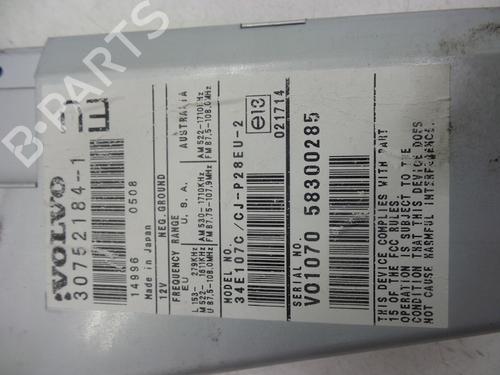 VOLVO
30752184-1
E
14996 0508
Made in Japan
12V NEG.GROUND
FREQUENCY RANGE
EU U.S.A. AUSTRALIA
L 153-279KHz AM 530-1710KHz AM 522-1710KHz
M 522-1611KHz FM 87.75-107.9MHz FM 87.5-108.0MHz
U 87.5-108.0MHz
MODEL NO.
34E107C/CJ-P28EU-2
e13
021714
SERIAL NO.
V01070 58300285
THIS DEVICE COMPLIES WITH PART
15 OF THE FCC RULES.
OPERATION IS SUBJECT TO THE
CONDITION THAT THIS DEVICE DOES
NOT CAUSE HARMFUL INTERFERENCE.
B-PARTS